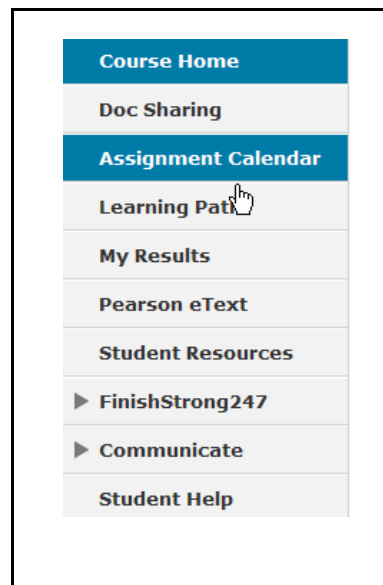 Course Home
Doc Sharing
Assignment Calendar
Learning Path
My Results
Pearson eText
Student Resources
FinishStrong247
Communicate
Student Help